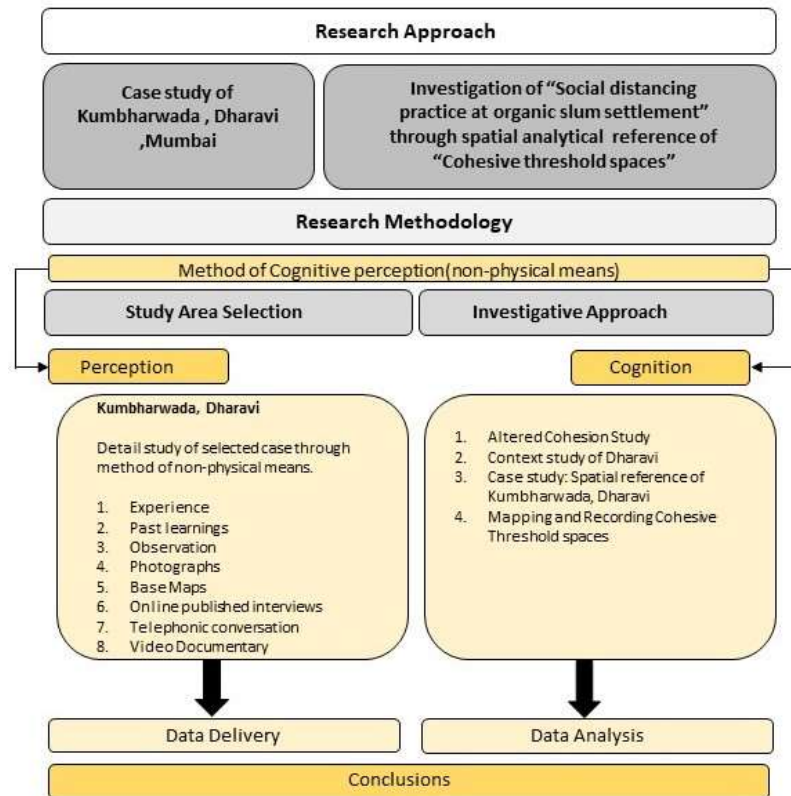 Research Approach
Case study of
Kumbharwada , Dharavi
,Mumbai
Investigation of “Social distancing
practice at organic slum settlement”
through spatial analytical reference of
“Cohesive threshold spaces”
Research Methodology
Method of Cognitive perception(non-physical means)
Study Area Selection
Investigative Approach
Perception
Cognition
Kumbharwada, Dharavi
Detail study of selected case through
method of non-physical means.
1. Experience
2. Past learnings
3. Observation
4. Photographs
5. Base Maps
6. Online published interviews
7. Telephonic conversation
8. Video Documentary
1. Altered Cohesion Study
2. Context study of Dharavi
3. Case study: Spatial reference of
Kumbharwada, Dharavi
4. Mapping and Recording Cohesive
Threshold spaces
Data Delivery
Data Analysis
Conclusions